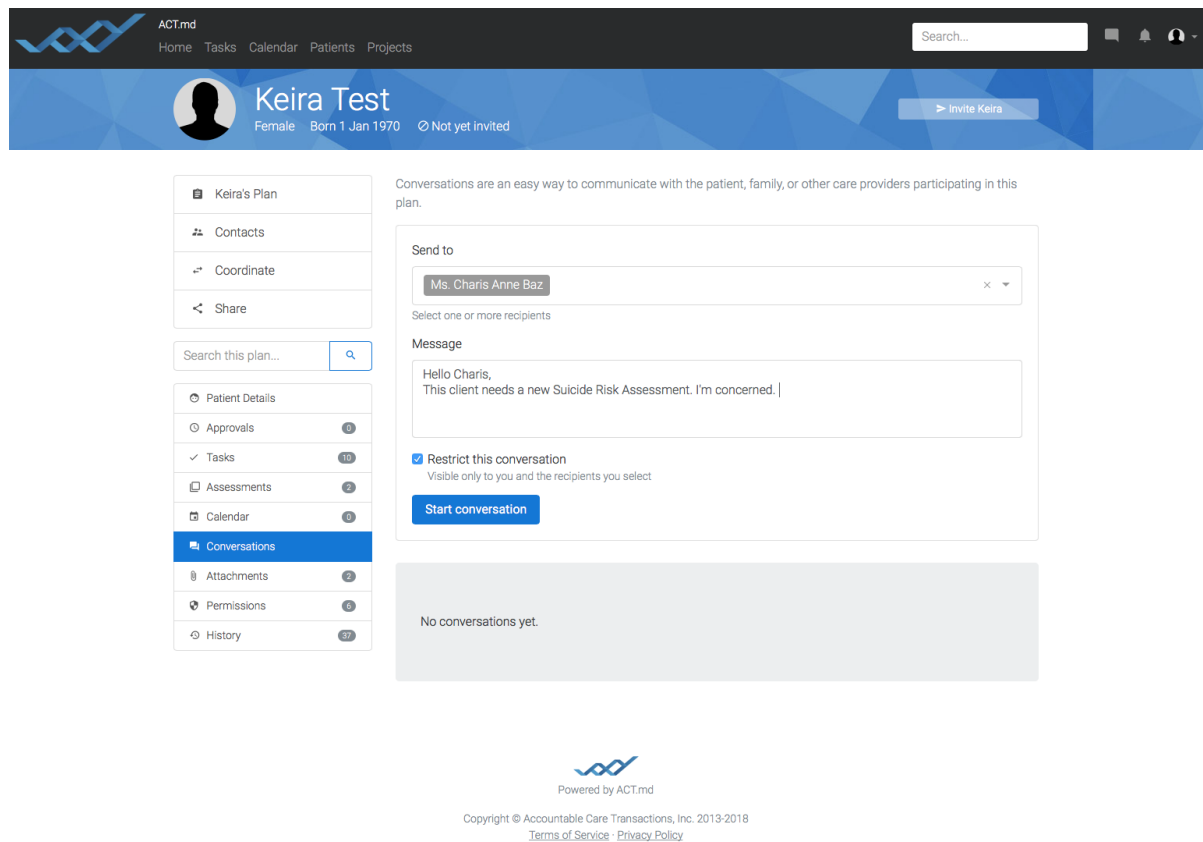 ACT.md
Home Tasks Calendar Patients Projects
Search...
Keira Test
Female Born 1 Jan 1970 Not yet invited
Invite Keira
Keira's Plan
Contacts
Coordinate
Share
Search this plan...
Patient Details
Approvals 0
Tasks 10
Assessments 2
Calendar 0
Conversations
Attachments 2
Permissions 6
History 37
Conversations are an easy way to communicate with the patient, family, or other care providers participating in this
plan.
Send to
Ms. Charis Anne Baz
Select one or more recipients
Message
Hello Charis,
This client needs a new Suicide Risk Assessment. I'm concerned.
Restrict this conversation
Visible only to you and the recipients you select
Start conversation
No conversations yet.
Powered by ACT.md
Copyright © Accountable Care Transactions, Inc. 2013-2018
Terms of Service · Privacy Policy